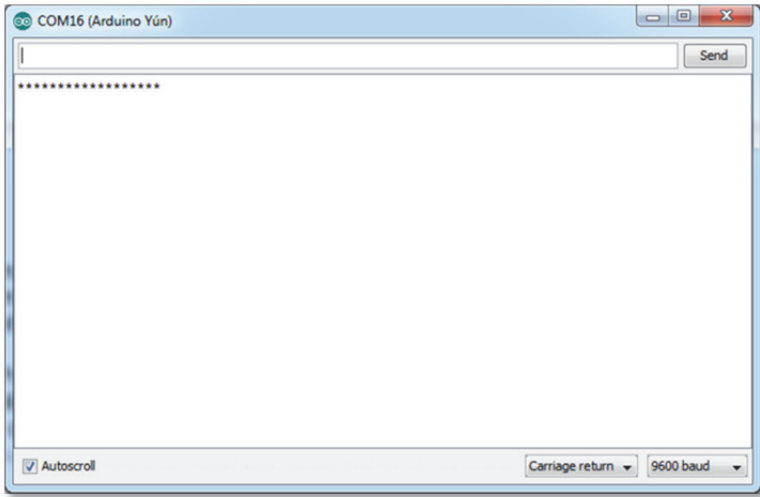 COM16 (Arduino Yún)
Send
******************
Autoscroll
Carriage return
9600 baud